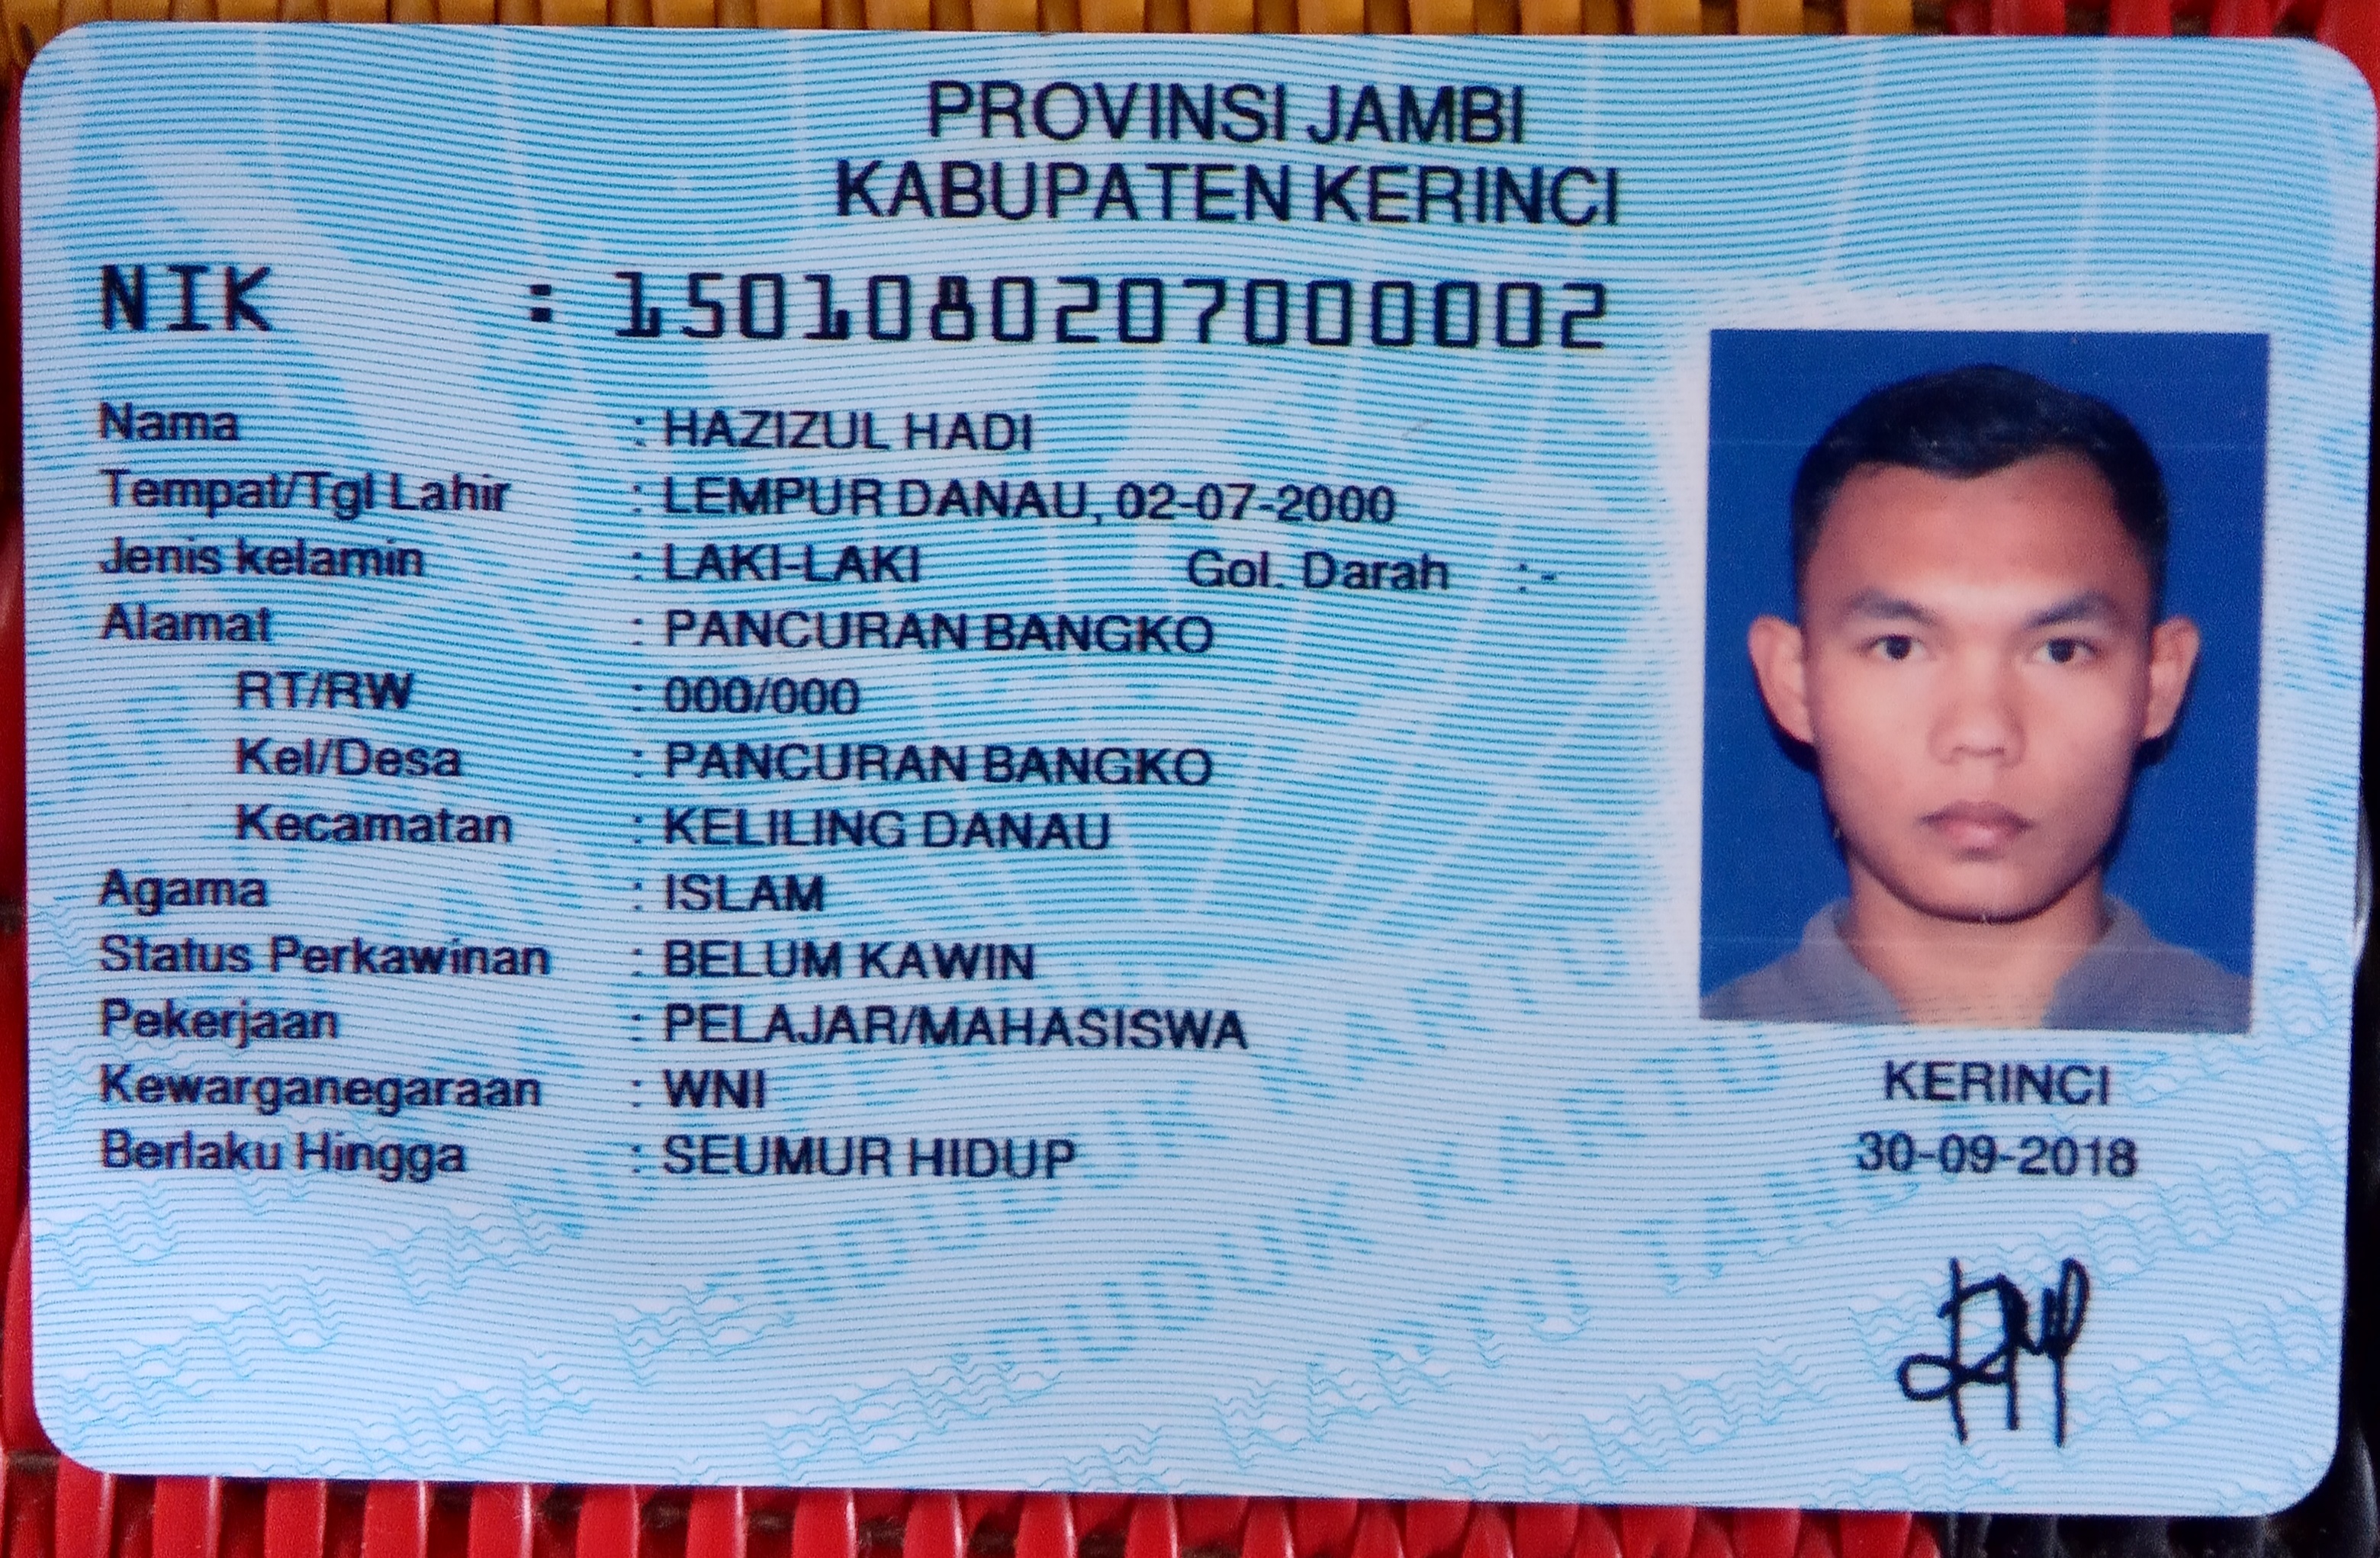 PROVINSI JAMBI
KABUPATEN KERINCI
NIK : 1501080207000002
Nama : HAZIZUL HADI
Tempat/Tgl Lahir : LEMPUR DANAU, 02-07-2000
Jenis kelamin : LAKI-LAKI Gol. Darah :-
Alamat : PANCURAN BANGKO
RT/RW : 000/000
Kel/Desa : PANCURAN BANGKO
Kecamatan : KELILING DANAU
Agama : ISLAM
Status Perkawinan : BELUM KAWIN
Pekerjaan : PELAJAR/MAHASISWA
Kewarganegaraan : WNI
Berlaku Hingga : SEUMUR HIDUP
KERINCI
30-09-2018